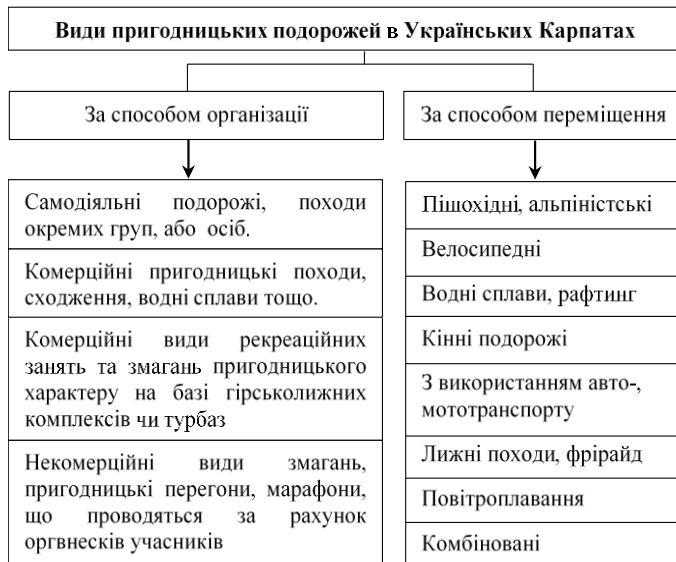 Види пригодницьких подорожей в Українських Карпатах
За способом організації
За способом переміщення
Самодіяльні подорожі, походи
окремих груп, або осіб.
Комерційні пригодницькі походи,
сходження, водні сплави тощо.
Комерційні види рекреаційних
занять та змагань пригодницького
характеру на базі гірськолижних
комплексів чи турбаз
Некомерційні види змагань,
пригодницькі перегони, марафони,
що проводяться за рахунок
оргвнесків учасників
Пішохідні, альпіністські
Велосипедні
Водні сплави, рафтинг
Кінні подорожі
З використанням авто-,
мототранспорту
Лижні походи, фрірайд
Повітроплавання
Комбіновані